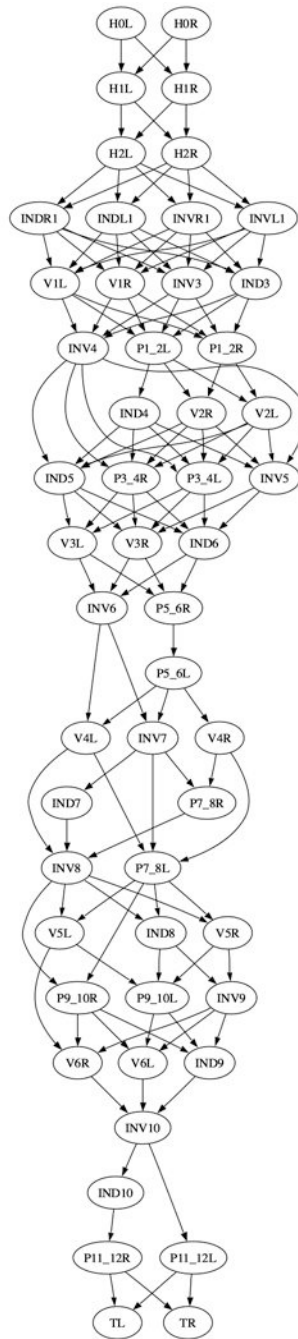 H0L H0R
H1L H1R
H2L H2R
INDR1 INDL1 INVR1 INVL1
V1L V1R INV3 IND3
INV4 P1_2L P1_2R
IND4 V2R V2L
IND5 P3_4R P3_4L INV5
V3L V3R IND6
INV6 P5_6R
P5_6L
V4L INV7 V4R
IND7 P7_8R
INV8 P7_8L
V5L IND8 V5R
P9_10R P9_10L INV9
V6R V6L IND9
INV10
IND10
P11_12R P11_12L
TL TR